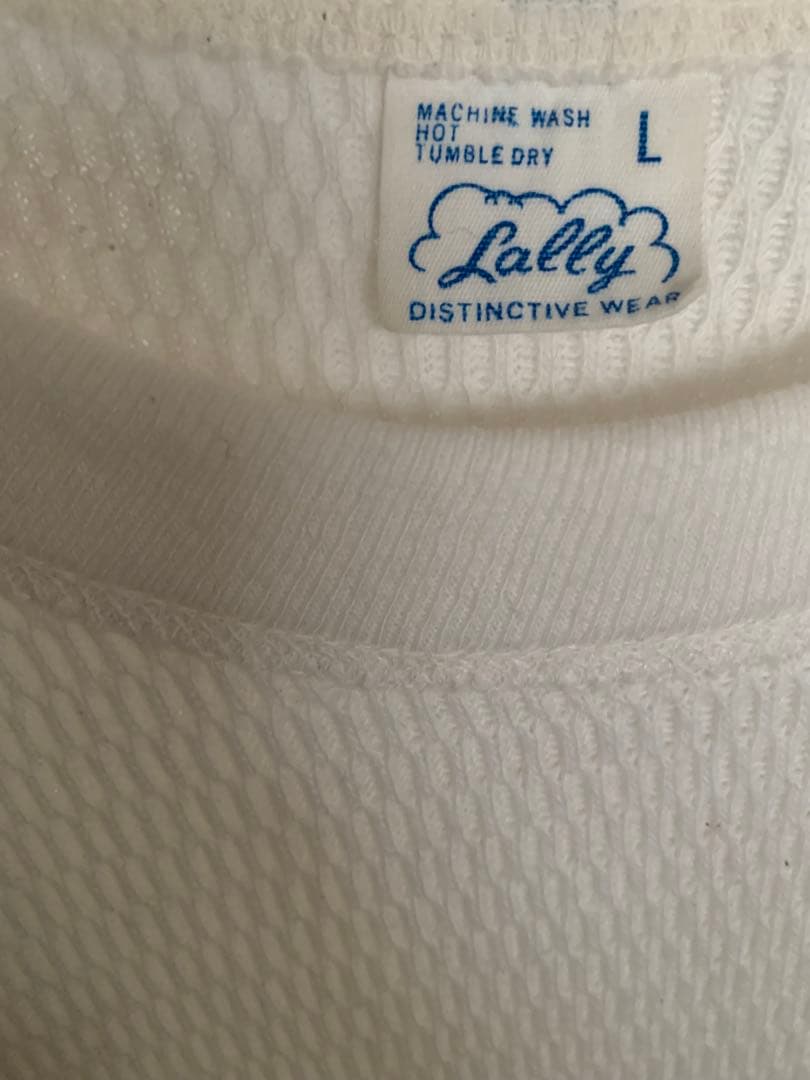 MACHINE WASH
HOT
TUMBLE DRY
L
Lally
DISTINCTIVE WEAR